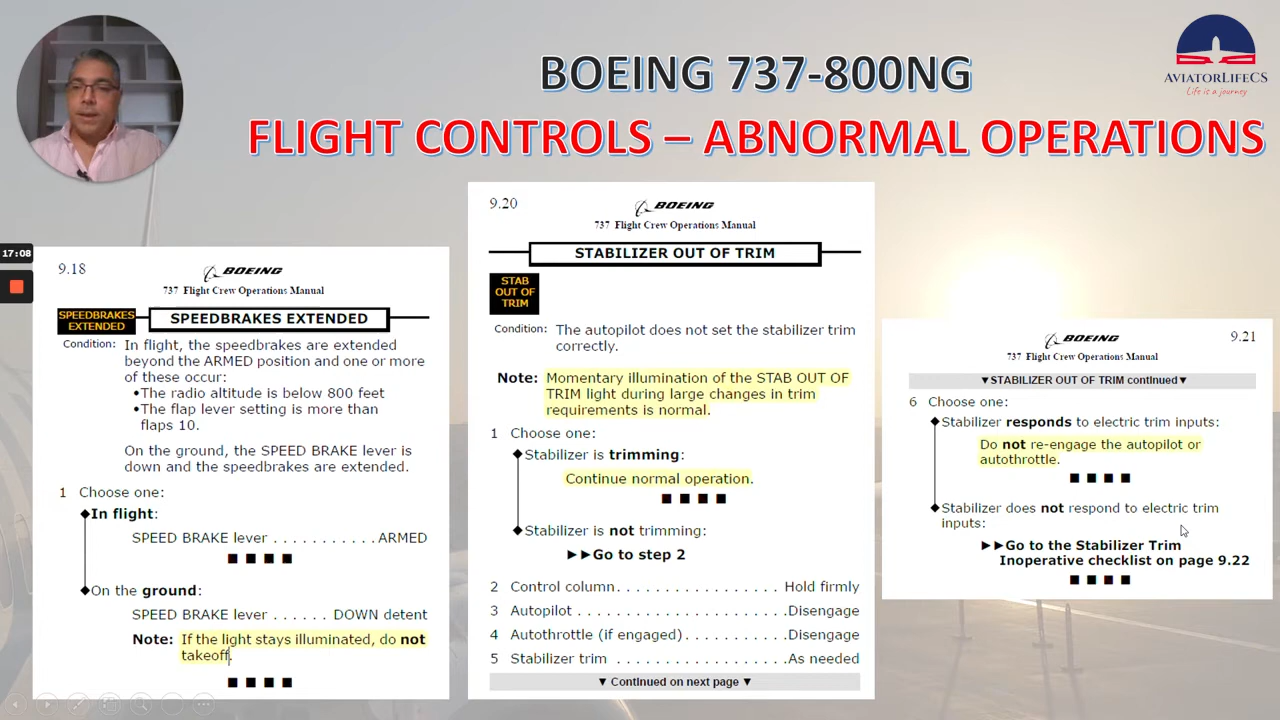 BOEING 737-800NG
FLIGHT CONTROLS – ABNORMAL OPERATIONS
AVIATORLIFECS
Life is a journey
17:08
9.18
BOEING
737 Flight Crew Operations Manual
SPEEDBRAKES
EXTENDED
SPEEDBRAKES EXTENDED
Condition: In flight, the speedbrakes are extended
beyond the ARMED position and one or more
of these occur:
•The radio altitude is below 800 feet
•The flap lever setting is more than
flaps 10.
On the ground, the SPEED BRAKE lever is
down and the speedbrakes are extended.
1 Choose one:
◆In flight:
SPEED BRAKE lever . . . . . . . . . . . ARMED
■ ■ ■ ■
◆On the ground:
SPEED BRAKE lever . . . . . . DOWN detent
Note: If the light stays illuminated, do not
takeoff.
■ ■ ■ ■
9.20
BOEING
737 Flight Crew Operations Manual
STABILIZER OUT OF TRIM
STAB
OUT OF
TRIM
Condition: The autopilot does not set the stabilizer trim
correctly.
Note: Momentary illumination of the STAB OUT OF
TRIM light during large changes in trim
requirements is normal.
1 Choose one:
◆Stabilizer is trimming:
Continue normal operation.
■ ■ ■ ■
◆Stabilizer is not trimming:
►►Go to step 2
2 Control column. . . . . . . . . . . . . . . . Hold firmly
3 Autopilot . . . . . . . . . . . . . . . . . . . . .Disengage
4 Autothrottle (if engaged) . . . . . . . . . .Disengage
5 Stabilizer trim . . . . . . . . . . . . . . . . .As needed
▼ Continued on next page ▼
9.21
BOEING
737 Flight Crew Operations Manual
▼STABILIZER OUT OF TRIM continued▼
6 Choose one:
◆Stabilizer responds to electric trim inputs:
Do not re-engage the autopilot or
autothrottle.
■ ■ ■ ■
◆Stabilizer does not respond to electric trim
inputs:
►►Go to the Stabilizer Trim
Inoperative checklist on page 9.22
■ ■ ■ ■